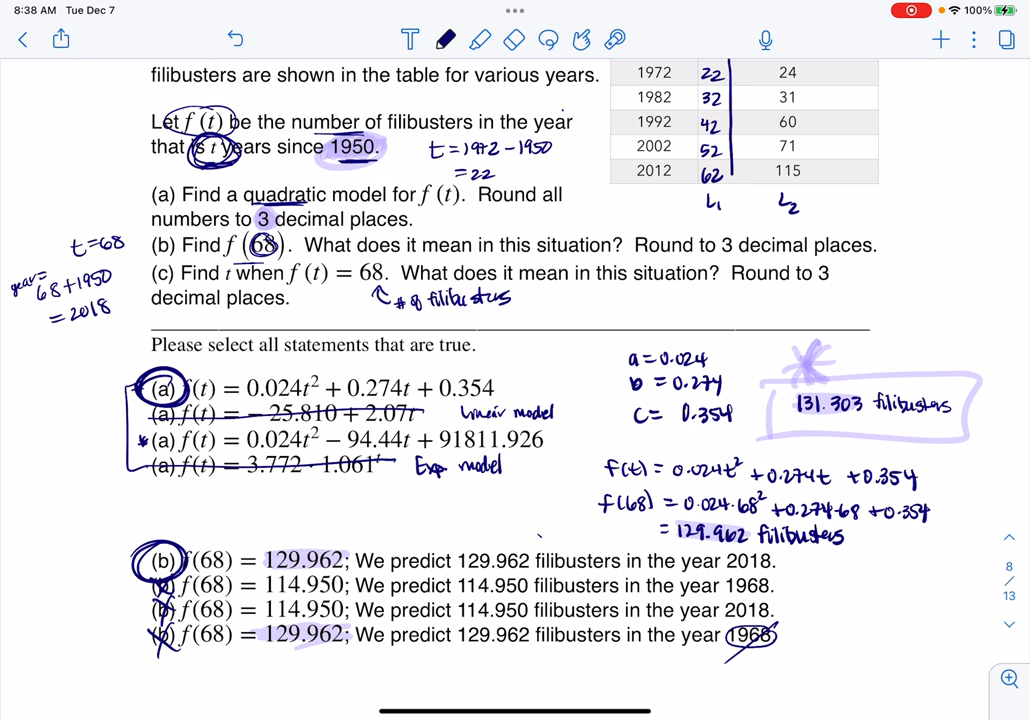 8:38 AM Tue Dec 7
100%
T
filibusters are shown in the table for various years.
1972 22 24
1982 32 31
1992 42 60
2002 52 71
2012 62 115
L1 L2
Let f (t) be the number of filibusters in the year
that is t years since 1950.
t = 1972 - 1950
= 22
(a) Find a quadratic model for f (t). Round all
numbers to 3 decimal places.
(b) Find f (68). What does it mean in this situation? Round to 3 decimal places.
(c) Find t when f (t) = 68. What does it mean in this situation? Round to 3
decimal places.
t = 68
year =
68 + 1950
= 2018
# of filibusters
Please select all statements that are true.
(a) f(t) = 0.024t² + 0.274t + 0.354
(a) f(t) = − 25.810 + 2.07t Linear model
(a) f(t) = 0.024t² − 94.44t + 91811.926
(a) f(t) = 3.772 · 1.061ᵗ Exp model
a = 0.024
b = 0.274
c = 0.354
131.303 filibusters
f(t) = 0.024t² + 0.274t + 0.354
f(68) = 0.024·68² + 0.274·68 + 0.354
= 129.962 filibusters
(b) f(68) = 129.962; We predict 129.962 filibusters in the year 2018.
(b) f(68) = 114.950; We predict 114.950 filibusters in the year 1968.
(b) f(68) = 114.950; We predict 114.950 filibusters in the year 2018.
(b) f(68) = 129.962; We predict 129.962 filibusters in the year 1968
8
/
13